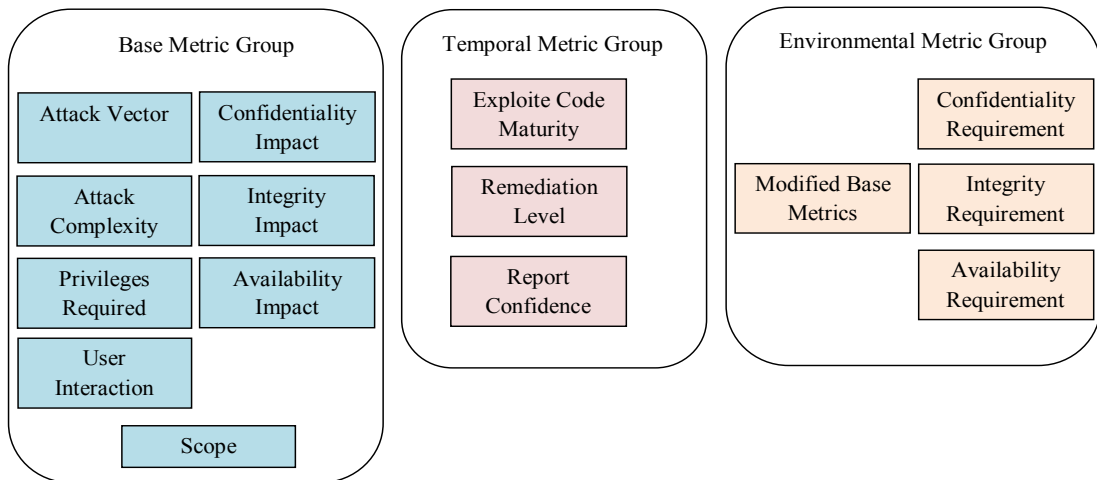 Base Metric Group
Attack Vector
Confidentiality
Impact
Attack
Complexity
Integrity
Impact
Privileges
Required
Availability
Impact
User
Interaction
Scope
Temporal Metric Group
Exploite Code
Maturity
Remediation
Level
Report
Confidence
Environmental Metric Group
Confidentiality
Requirement
Modified Base
Metrics
Integrity
Requirement
Availability
Requirement